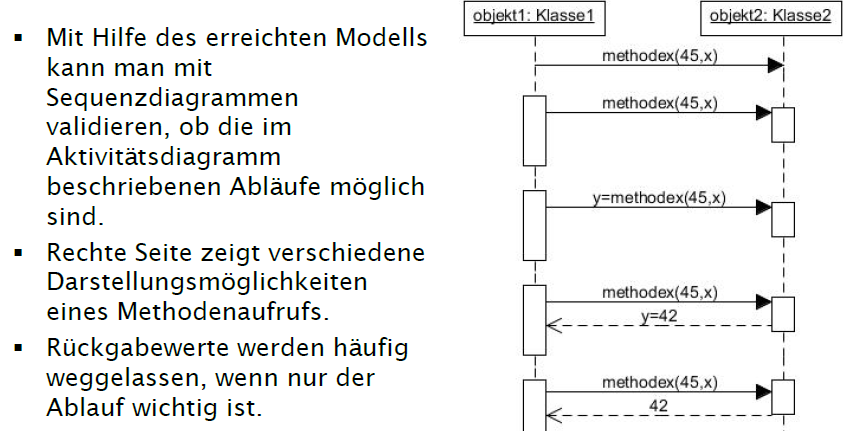 ▪ Mit Hilfe des erreichten Modells
kann man mit
Sequenzdiagrammen
validieren, ob die im
Aktivitätsdiagramm
beschriebenen Abläufe möglich
sind.
▪ Rechte Seite zeigt verschiedene
Darstellungsmöglichkeiten
eines Methodenaufrufs.
▪ Rückgabewerte werden häufig
weggelassen, wenn nur der
Ablauf wichtig ist.
objekt1: Klasse1
objekt2: Klasse2
methodex(45,x)
methodex(45,x)
y=methodex(45,x)
methodex(45,x)
y=42
methodex(45,x)
42